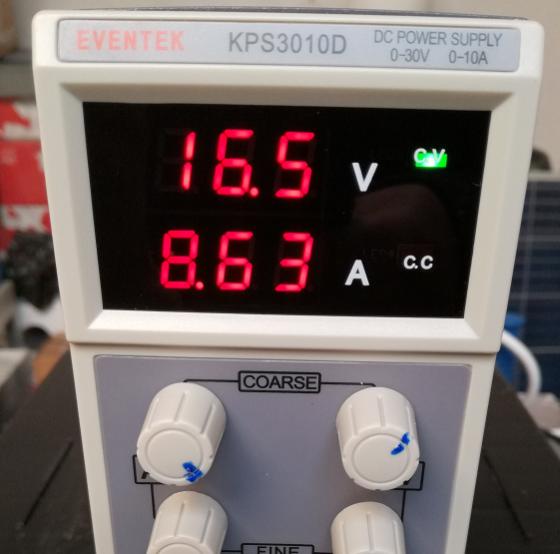 EVENTEK KPS3010D DC POWER SUPPLY
0-30V 0-10A
16.5 V C.V
8.63 A C.C
COARSE
FINE